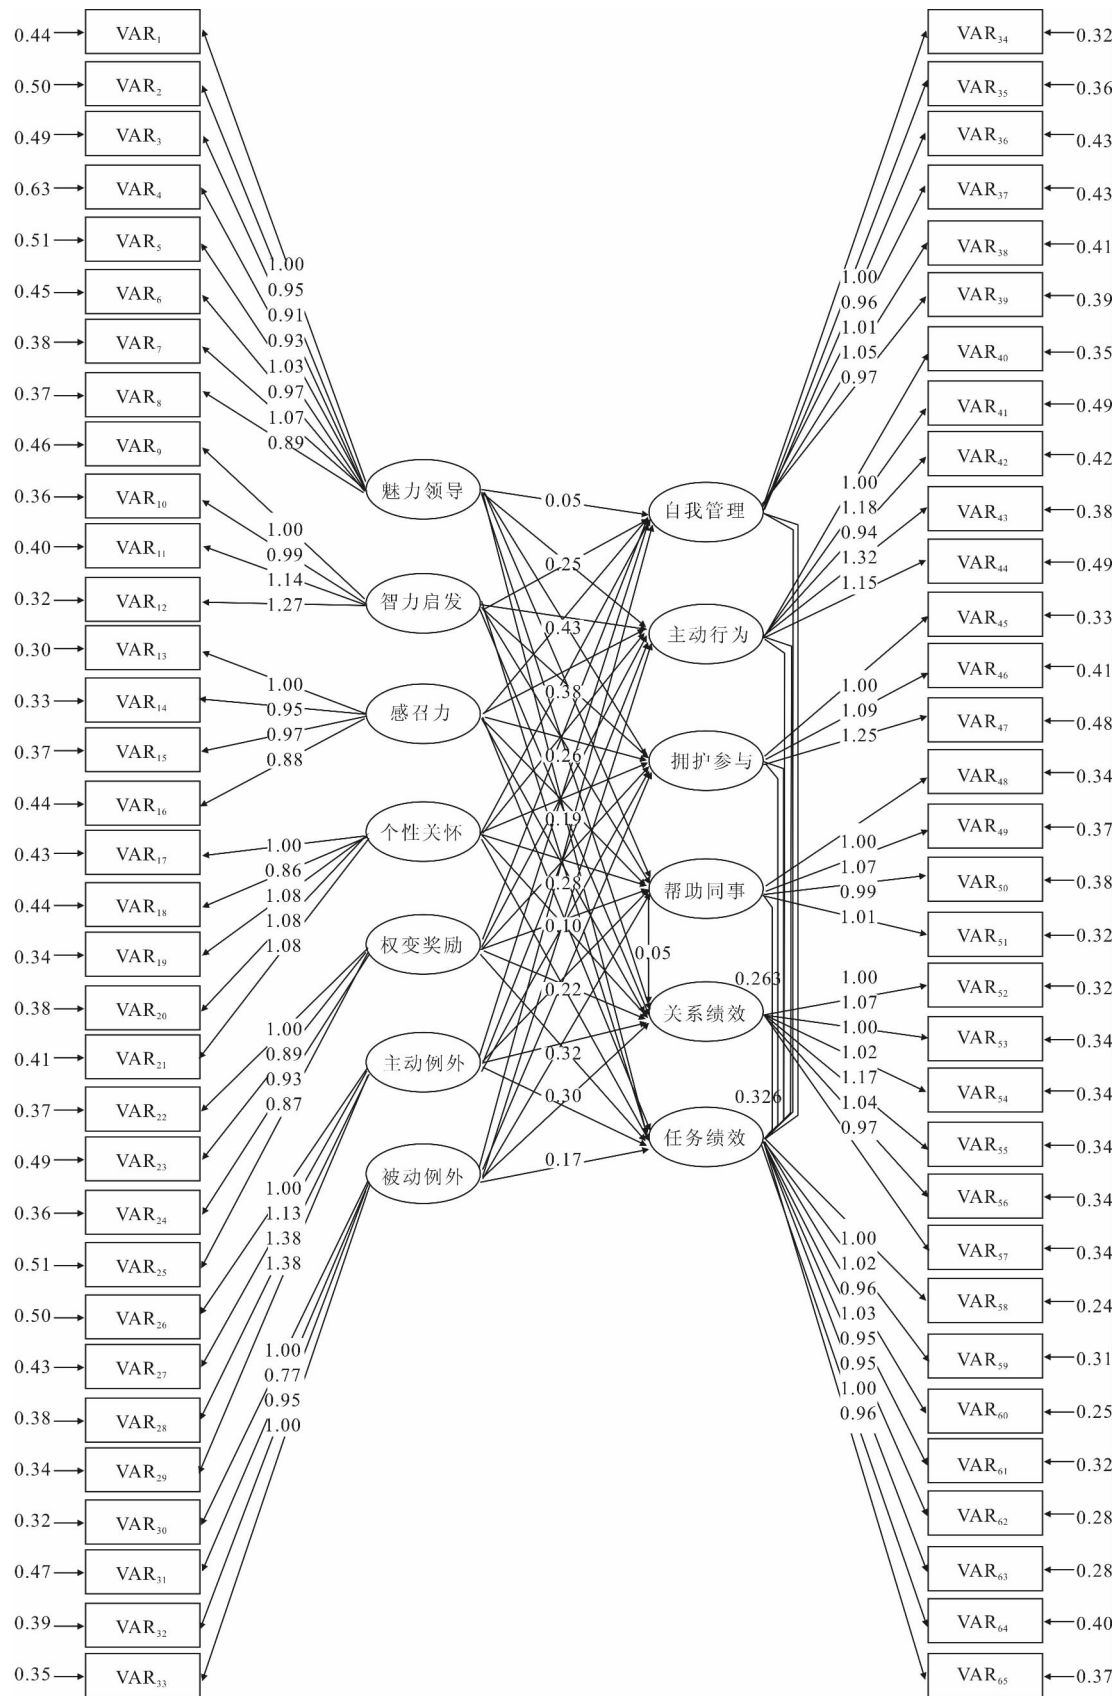 0.44 VAR₁
0.50 VAR₂
0.49 VAR₃
0.63 VAR₄
0.51 VAR₅
0.45 VAR₆
0.38 VAR₇
0.37 VAR₈
0.46 VAR₉
0.36 VAR₁₀
0.40 VAR₁₁
0.32 VAR₁₂
0.30 VAR₁₃
0.33 VAR₁₄
0.37 VAR₁₅
0.44 VAR₁₆
0.43 VAR₁₇
0.44 VAR₁₈
0.34 VAR₁₉
0.38 VAR₂₀
0.41 VAR₂₁
0.37 VAR₂₂
0.49 VAR₂₃
0.36 VAR₂₄
0.51 VAR₂₅
0.50 VAR₂₆
0.43 VAR₂₇
0.38 VAR₂₈
0.34 VAR₂₉
0.32 VAR₃₀
0.47 VAR₃₁
0.39 VAR₃₂
0.35 VAR₃₃
1.00
0.95
0.91
0.93
1.03
0.97
1.07
0.89
1.00
0.99
1.14
1.27
1.00
0.95
0.97
0.88
1.00
0.86
1.08
1.08
1.08
1.00
0.89
0.93
0.87
1.00
1.13
1.38
1.38
1.00
0.77
0.95
1.00
魅力领导
智力启发
感召力
个性关怀
权变奖励
主动例外
被动例外
0.05
0.25
0.43
0.38
0.26
0.19
0.28
0.10
0.22
0.32
0.30
0.17
自我管理
主动行为
拥护参与
帮助同事
0.05
0.263
关系绩效
0.326
任务绩效
1.00
0.96
1.01
1.05
0.97
1.00
1.18
0.94
1.32
1.15
1.00
1.09
1.25
1.00
1.07
0.99
1.01
1.00
1.07
1.00
1.02
1.17
1.04
0.97
1.00
1.02
0.96
1.03
0.95
0.95
1.00
0.96
VAR₃₄ 0.32
VAR₃₅ 0.36
VAR₃₆ 0.43
VAR₃₇ 0.43
VAR₃₈ 0.41
VAR₃₉ 0.39
VAR₄₀ 0.35
VAR₄₁ 0.49
VAR₄₂ 0.42
VAR₄₃ 0.38
VAR₄₄ 0.49
VAR₄₅ 0.33
VAR₄₆ 0.41
VAR₄₇ 0.48
VAR₄₈ 0.34
VAR₄₉ 0.37
VAR₅₀ 0.38
VAR₅₁ 0.32
VAR₅₂ 0.32
VAR₅₃ 0.34
VAR₅₄ 0.34
VAR₅₅ 0.34
VAR₅₆ 0.34
VAR₅₇ 0.34
VAR₅₈ 0.24
VAR₅₉ 0.31
VAR₆₀ 0.25
VAR₆₁ 0.32
VAR₆₂ 0.28
VAR₆₃ 0.28
VAR₆₄ 0.40
VAR₆₅ 0.37